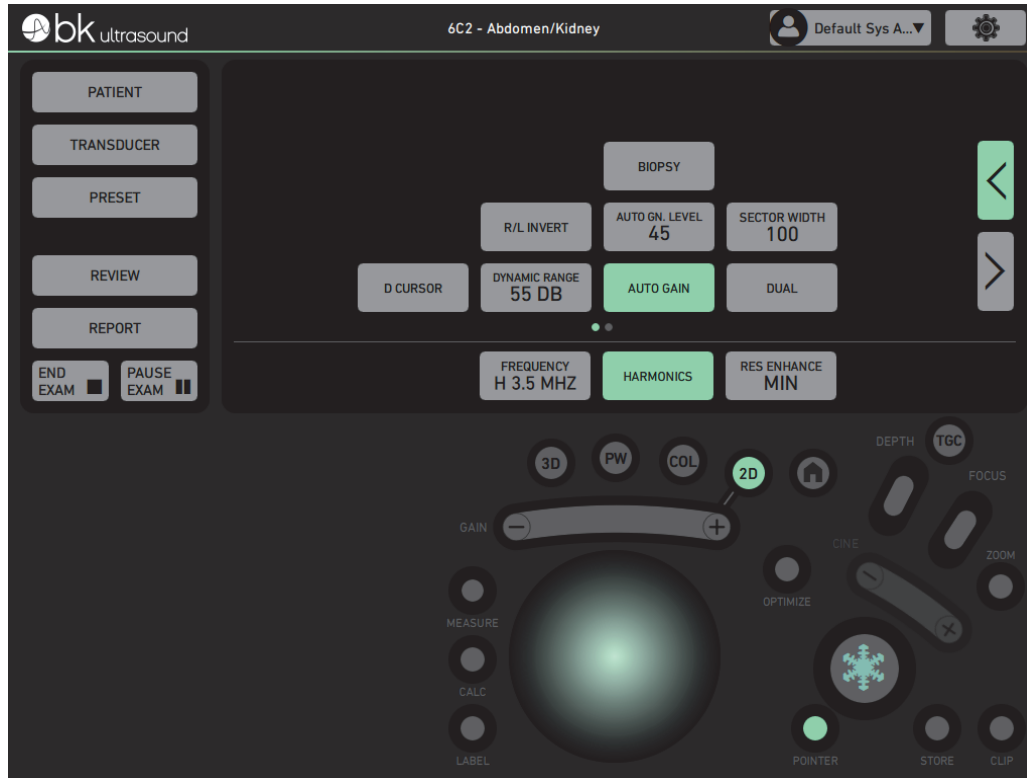 bk ultrasound
6C2 - Abdomen/Kidney
Default Sys A...▼
PATIENT
TRANSDUCER
PRESET
REVIEW
REPORT
END
EXAM
PAUSE
EXAM
BIOPSY
R/L INVERT
AUTO GN. LEVEL
45
SECTOR WIDTH
100
D CURSOR
DYNAMIC RANGE
55 DB
AUTO GAIN
DUAL
FREQUENCY
H 3.5 MHZ
HARMONICS
RES ENHANCE
MIN
3D
PW
COL
2D
DEPTH
TGC
FOCUS
GAIN
CINE
ZOOM
OPTIMIZE
MEASURE
CALC
LABEL
POINTER
STORE
CLIP